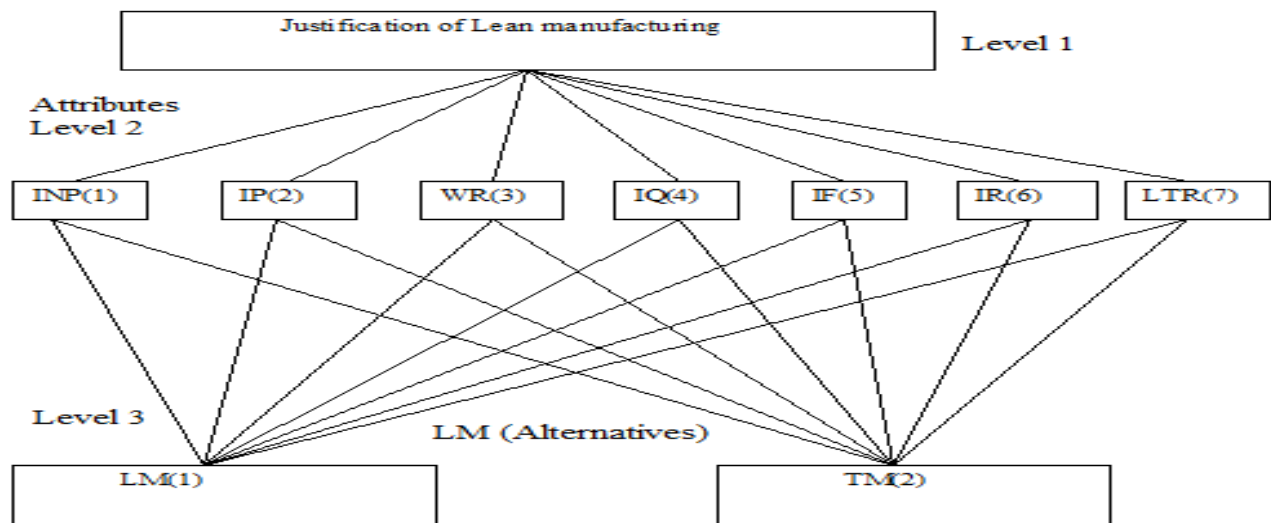 Justification of Lean manufacturing
Level 1
Attributes
Level 2
INP(1)
IP(2)
WR(3)
IQ(4)
IF(5)
IR(6)
LTR(7)
Level 3
LM (Alternatives)
LM(1)
TM(2)